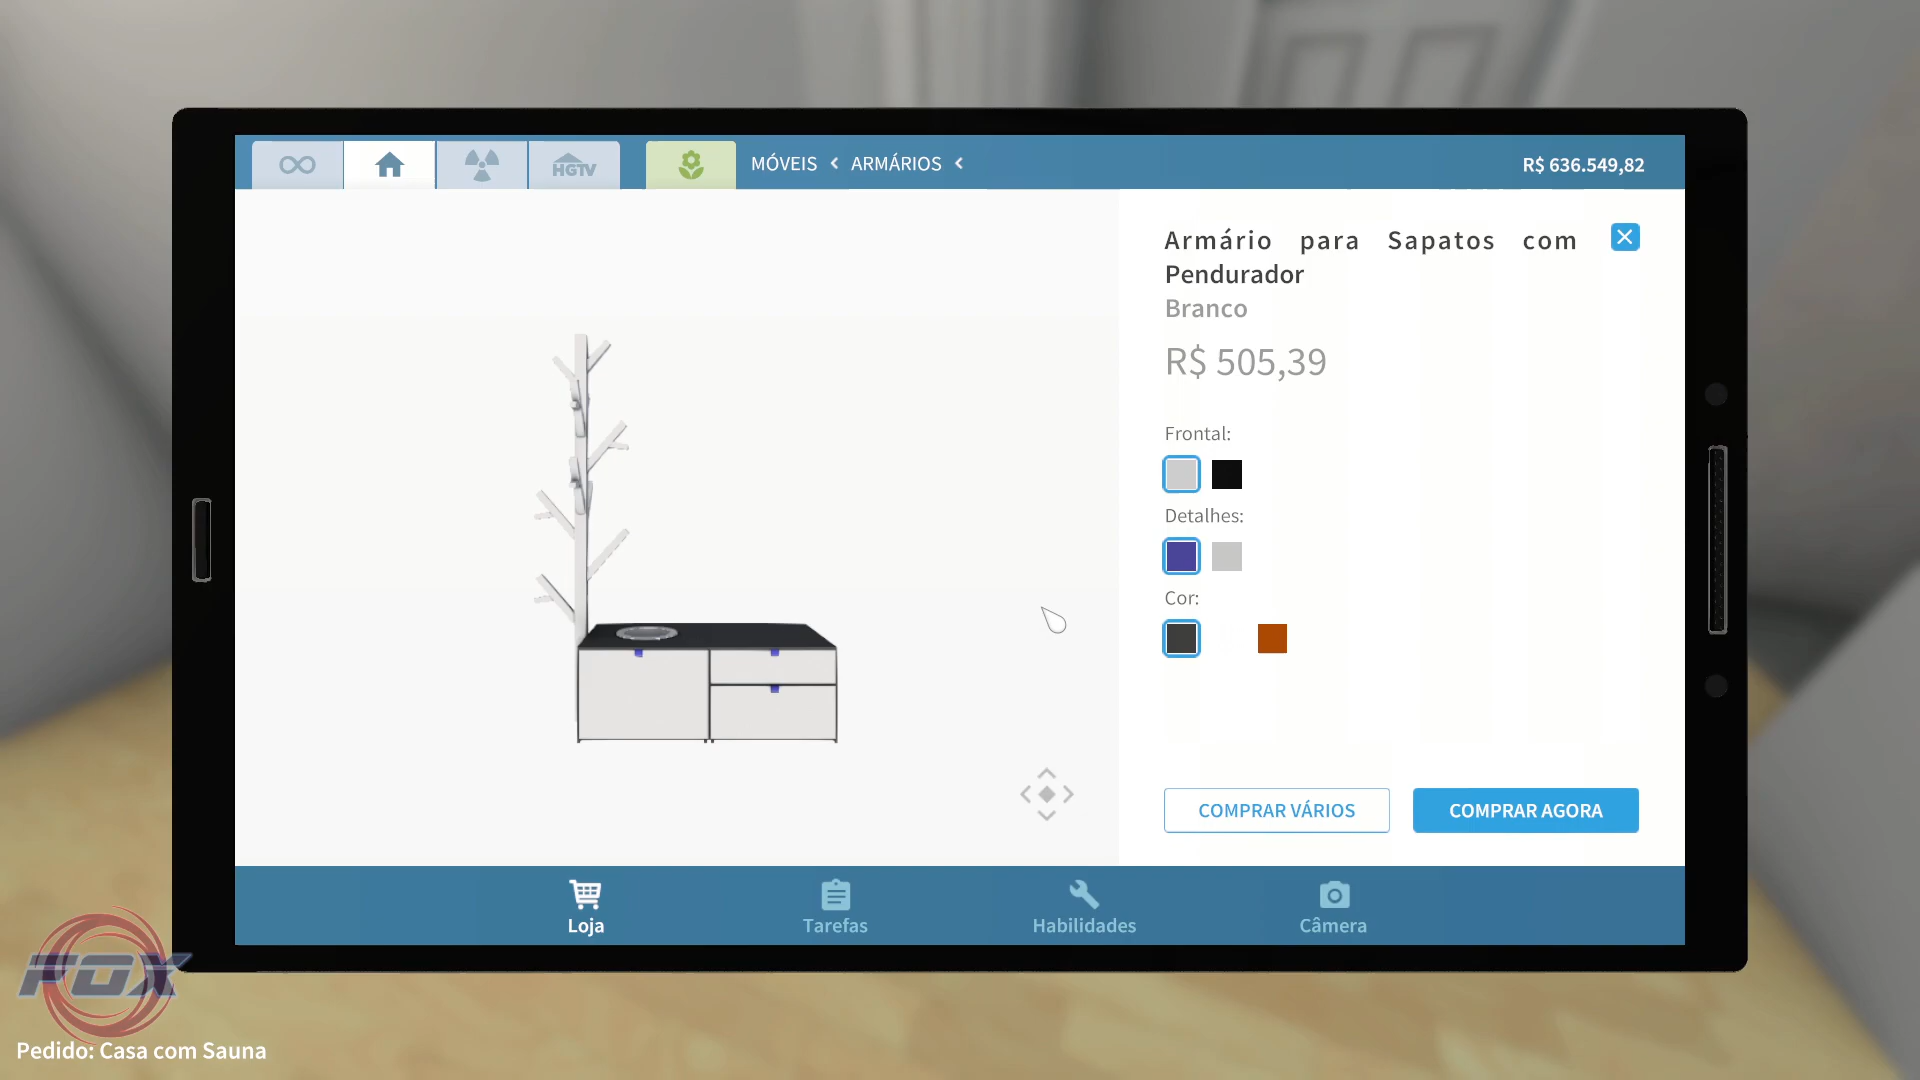 HGTV
MÓVEIS < ARMÁRIOS <
R$ 636.549,82
Armário para Sapatos com
Pendurador
Branco
R$ 505,39
Frontal:
Detalhes:
Cor:
COMPRAR VÁRIOS
COMPRAR AGORA
Loja
Tarefas
Habilidades
Câmera
FOX
Pedido: Casa com Sauna